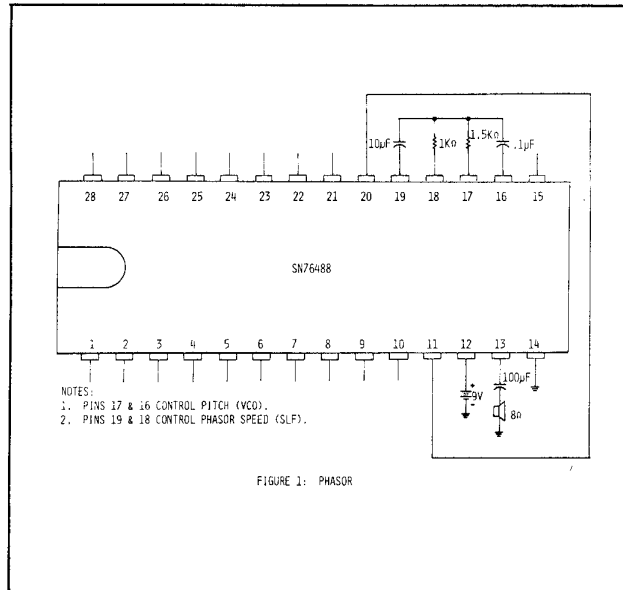 10µF
1KΩ
1.5KΩ
.1µF
28 27 26 25 24 23 22 21 20 19 18 17 16 15
SN76488
1 2 3 4 5 6 7 8 9 10 11 12 13 14
+
9V
-
100µF
8Ω
NOTES:
1. PINS 17 & 16 CONTROL PITCH (VCO).
2. PINS 19 & 18 CONTROL PHASOR SPEED (SLF).
FIGURE 1: PHASOR